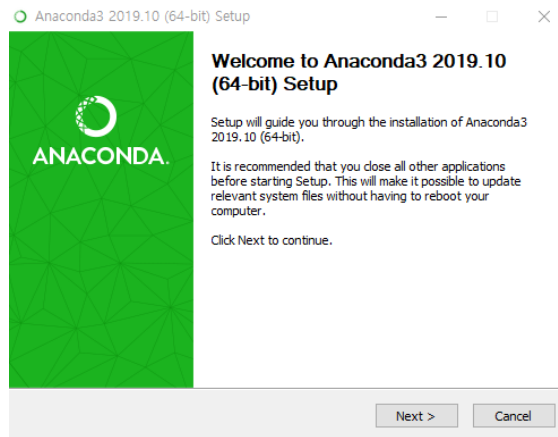 Anaconda3 2019.10 (64-bit) Setup
Welcome to Anaconda3 2019.10
(64-bit) Setup
Setup will guide you through the installation of Anaconda3
2019.10 (64-bit).
It is recommended that you close all other applications
before starting Setup. This will make it possible to update
relevant system files without having to reboot your
computer.
Click Next to continue.
ANACONDA.
Next >
Cancel